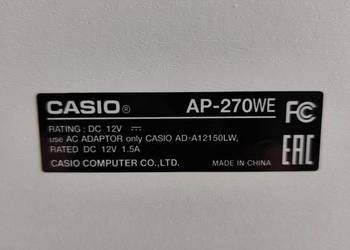 CASIO® AP-270WE FC
RATING : DC 12V ⎓
use AC ADAPTOR only CASIO AD-A12150LW,
RATED DC 12V 1.5A
CASIO COMPUTER CO.,LTD. MADE IN CHINA
EAC